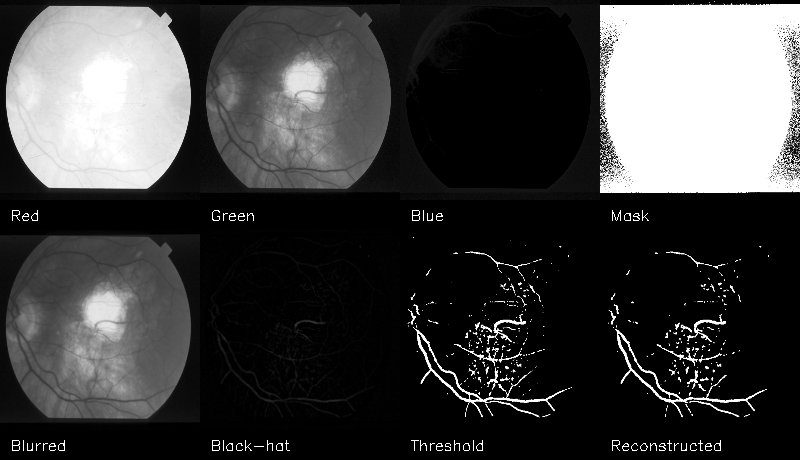 Red
Green
Blue
Mask
Blurred
Black-hat
Threshold
Reconstructed